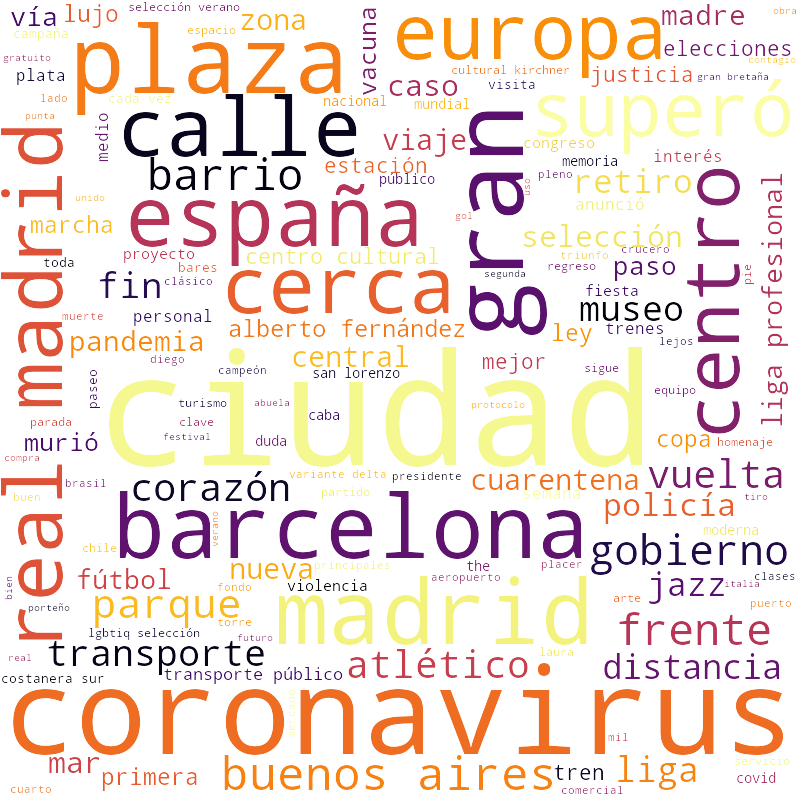 selección verano
obra
vía
lujo
zona
europa
madre
campaña
espacio
gratuito
plaza
vacuna
elecciones
plata
cultural kirchner
contagio
caso
visita
justicia
gran bretaña
lado
cada vez
nacional
mundial
superó
punta
calle
gran
medio
viaje
congreso
real madrid
barrio
estación
memoria
interés
público
pleno
retiro
centro
liga profesional
unido
españa
uso
anunció
marcha
gol
selección
proyecto
centro cultural
crucero
triunfo
toda
bares
cerca
regreso
paso
segunda
pie
fin
clásico
fiesta
museo
muerte
personal
alberto fernández
ley
trenes
lejos
pandemia
central
mejor
diego
ciudad
campeón
san lorenzo
sigue
paseo
equipo
turismo
abuela
protocolo
parada
clave
caba
copa
homenaje
murió
festival
duda
compra
brasil
variante delta
presidente
cuarentena
vuelta
corazón
tiro
buen
partido
semana
policía
barcelona
moderna
verano
gobierno
chile
nueva
principales
the
placer
italia
bien
fútbol
fondo
violencia
aeropuerto
jazz
clases
parque
madrid
arte
puerto
porteño
torre
frente
lgbtiq selección
futuro
transporte
laura
real
atlético
distancia
costanera sur
transporte público
coronavirus
mil
mar
primera
buenos aires
tren
liga
servicio
covid
cuarto
comercial